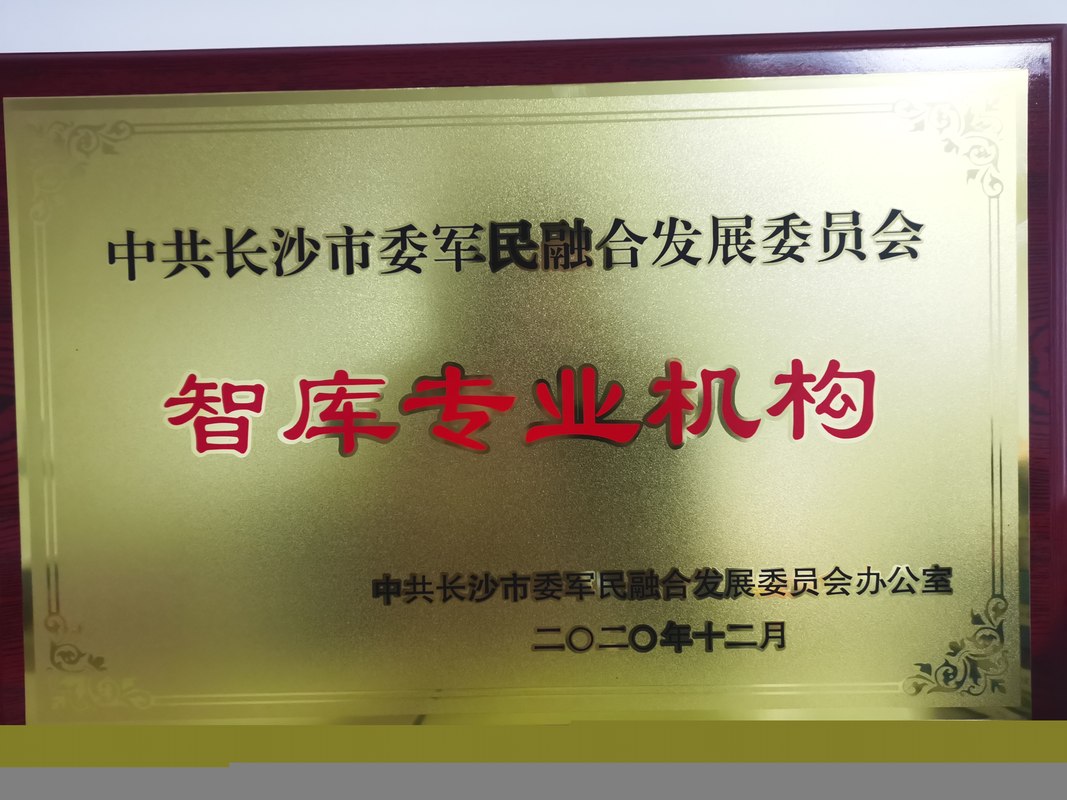 中共长沙市委军民融合发展委员会
智库专业机构
中共长沙市委军民融合发展委员会办公室
二〇二〇年十二月